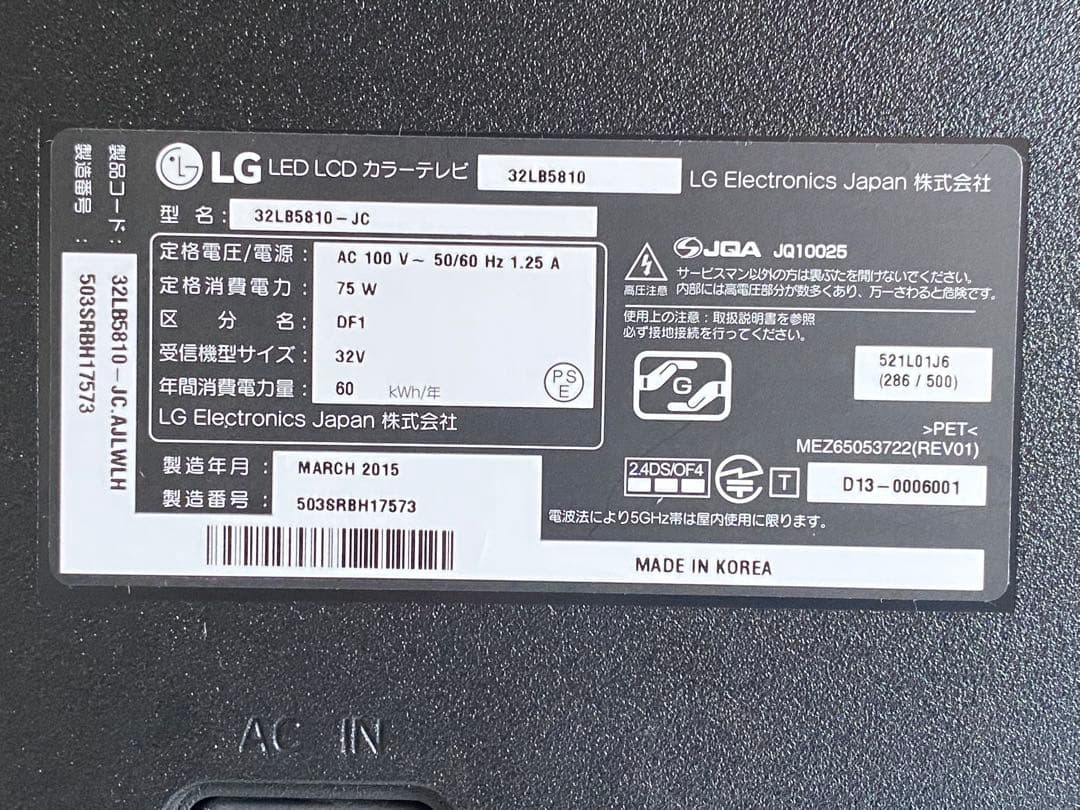 製品コード : 32LB5810-JC.AJLWLH
製造番号 : 503SRBH17573
LG LED LCD カラーテレビ 32LB5810 LG Electronics Japan 株式会社
型 名 : 32LB5810-JC
定格電圧/電源 : AC 100 V~ 50/60 Hz 1.25 A
定格消費電力 : 75 W
区 分 名 : DF1
受信機型サイズ : 32V
年間消費電力量 : 60 kWh/年
PS
E
LG Electronics Japan 株式会社
製造年月 : MARCH 2015
製造番号 : 503SRBH17573
高圧注意
JQA JQ10025
サービスマン以外の方は裏ぶたを開けないでください。
内部には高電圧部分が数多くあり、万一さわると危険です。
使用上の注意 : 取扱説明書を参照
必ず接地接続を行ってください。
G
521L01J6
(286 / 500)
>PET<
MEZ65053722(REV01)
2.4DS/OF4
T D13-0006001
電波法により5GHz帯は屋内使用に限ります。
MADE IN KOREA
AC IN